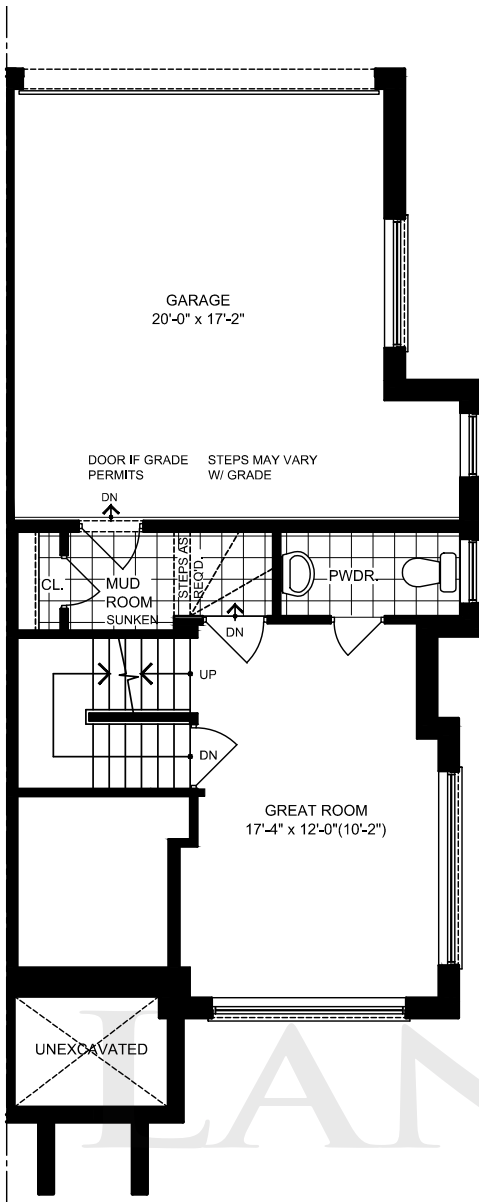 GARAGE
20'-0" x 17'-2"
DOOR IF GRADE
PERMITS
STEPS MAY VARY
W/ GRADE
DN
CL.
MUD
ROOM
SUNKEN
STEPS AS
REQ'D.
PWDR.
DN
UP
DN
GREAT ROOM
17'-4" x 12'-0"(10'-2")
UNEXCAVATED
LAN